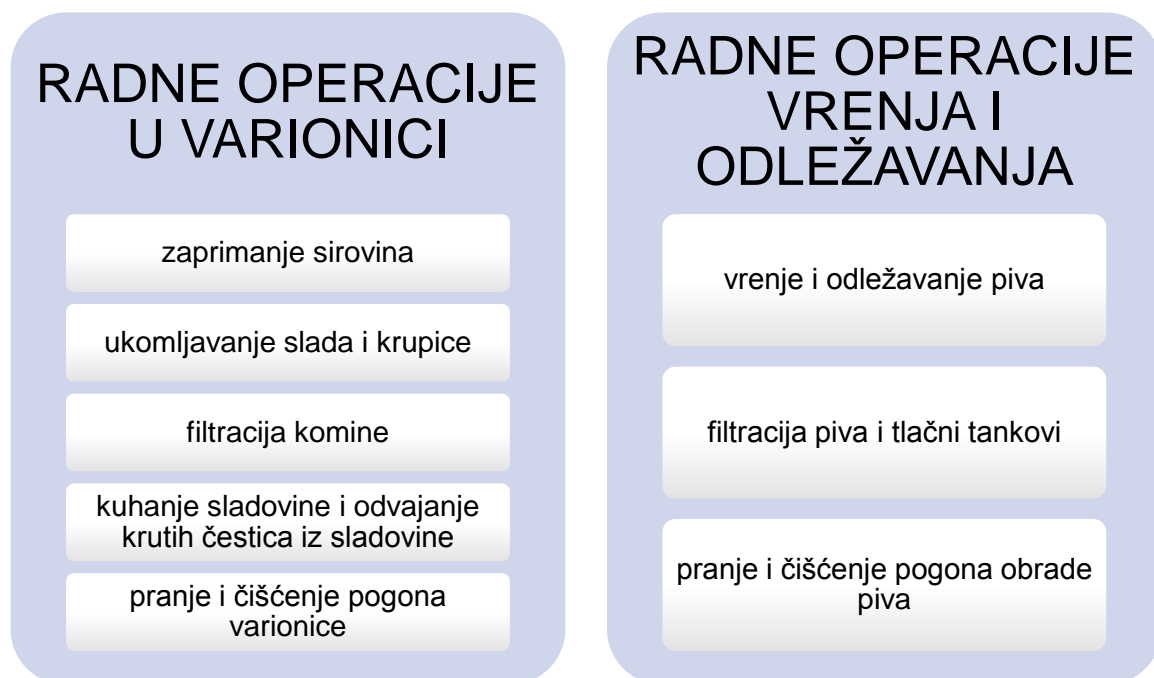 RADNE OPERACIJE
U VARIONICI
zaprimanje sirovina
ukomljavanje slada i krupice
filtracija komine
kuhanje sladovine i odvajanje
krutih čestica iz sladovine
pranje i čišćenje pogona
varionice
RADNE OPERACIJE
VRENJA I
ODLEŽAVANJA
vrenje i odležavanje piva
filtracija piva i tlačni tankovi
pranje i čišćenje pogona obrade
piva